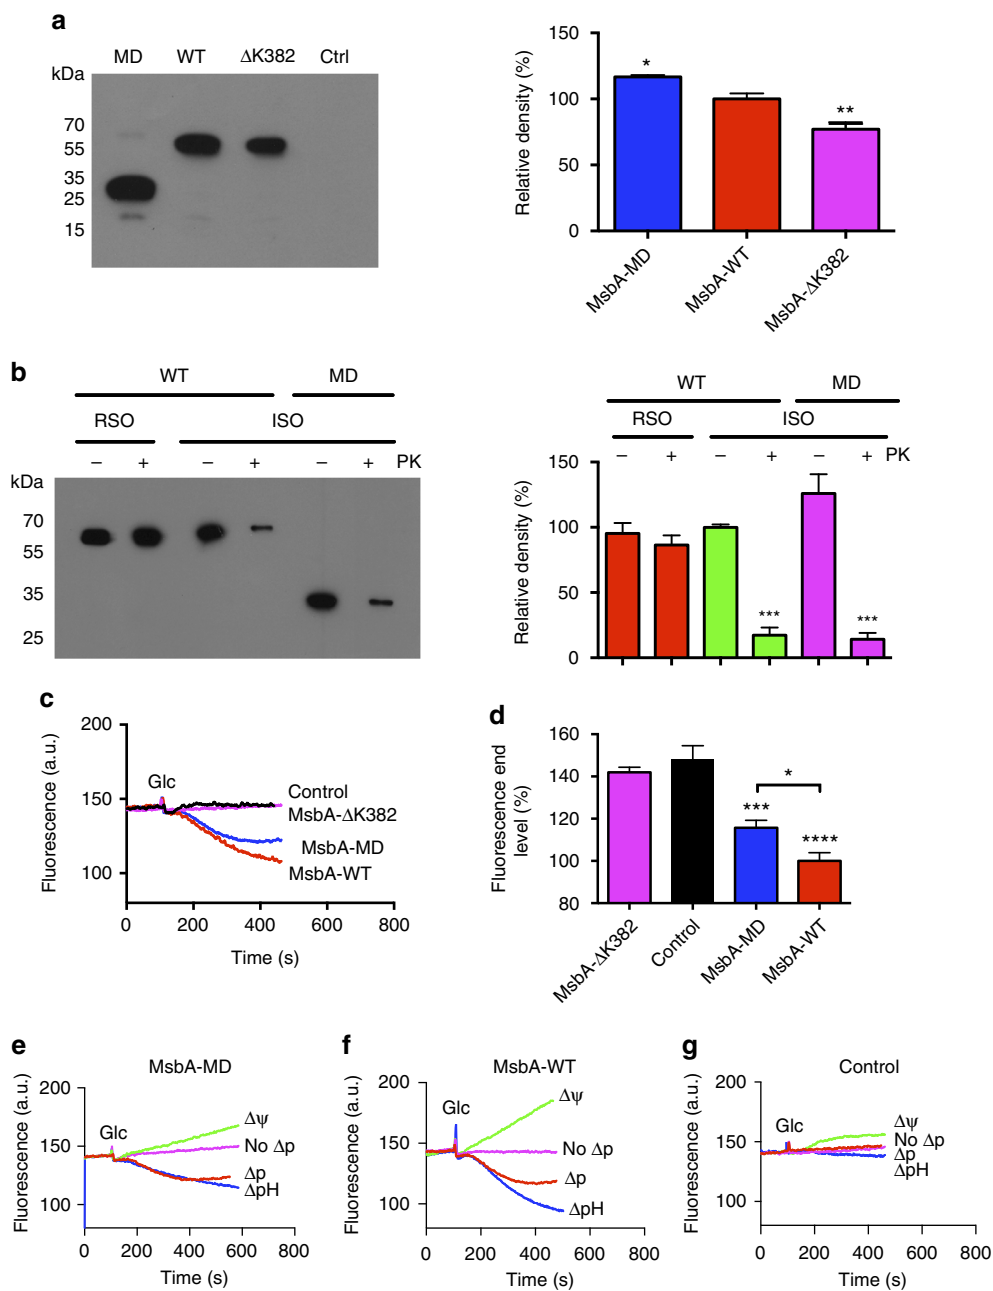 a
MD WT ΔK382 Ctrl
kDa
70
55
35
25
15
Relative density (%)
150
100
50
0
*
**
MsbA-MD
MsbA-WT
MsbA-ΔK382
b
WT MD
RSO ISO
– + – + – + PK
kDa
70
55
35
25
WT MD
RSO ISO
– + – + – + PK
Relative density (%)
150
100
50
0
***
***
c
Fluorescence (a.u.)
200
150
100
Glc
Control
MsbA-ΔK382
MsbA-MD
MsbA-WT
0 200 400 600 800
Time (s)
d
Fluorescence end
level (%)
160
140
120
100
80
*
***
****
MsbA-ΔK382
Control
MsbA-MD
MsbA-WT
e
MsbA-MD
Fluorescence (a.u.)
200
150
100
Glc
Δψ
No Δp
Δp
ΔpH
0 200 400 600 800
Time (s)
f
MsbA-WT
Fluorescence (a.u.)
200
150
100
Glc
Δψ
No Δp
Δp
ΔpH
0 200 400 600 800
Time (s)
g
Control
Fluorescence (a.u.)
200
150
100
Glc
Δψ
No Δp
Δp
ΔpH
0 200 400 600 800
Time (s)